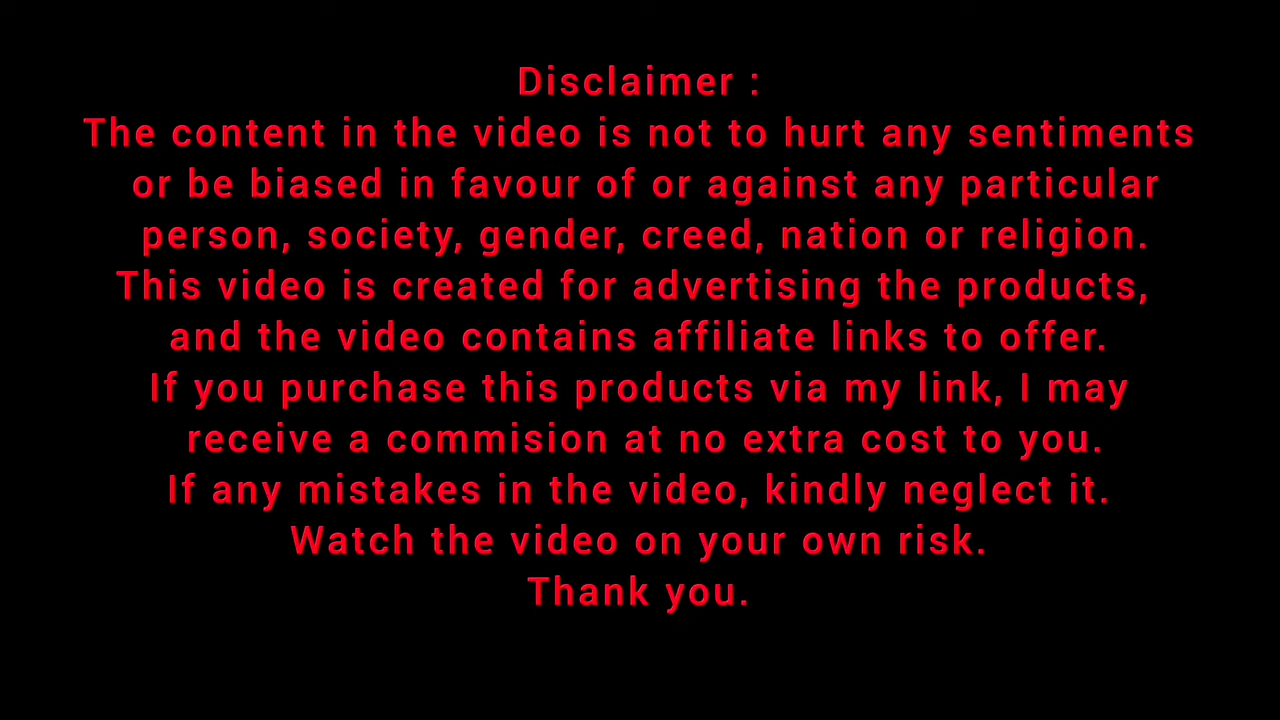 Disclaimer :
The content in the video is not to hurt any sentiments
or be biased in favour of or against any particular
person, society, gender, creed, nation or religion.
This video is created for advertising the products,
and the video contains affiliate links to offer.
If you purchase this products via my link, I may
receive a commision at no extra cost to you.
If any mistakes in the video, kindly neglect it.
Watch the video on your own risk.
Thank you.